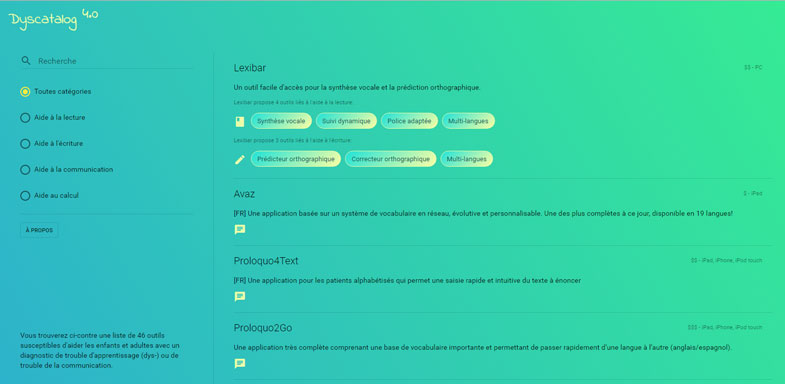 Dyscatalog 4.0
Recherche
Toutes catégories
Aide à la lecture
Aide à l'écriture
Aide à la communication
Aide au calcul
À PROPOS
Vous trouverez ci-contre une liste de 46 outils
susceptibles d'aider les enfants et adultes avec un
diagnostic de trouble d'apprentissage (dys-) ou de
trouble de la communication.
Lexibar
$$ - PC
Un outil facile d'accès pour la synthèse vocale et la prédiction orthographique.
Lexibar propose 4 outils liés à l'aide à la lecture:
Synthèse vocale Suivi dynamique Police adaptée Multi-langues
Lexibar propose 3 outils liés à l'aide à l'écriture:
Prédicteur orthographique Correcteur orthographique Multi-langues
Avaz
$ - iPad
[FR] Une application basée sur un système de vocabulaire en réseau, évolutive et personnalisable. Une des plus complètes à ce jour, disponible en 19 langues!
Proloquo4Text
$$ - iPad, iPhone, iPod touch
[FR] Une application pour les patients alphabétisés qui permet une saisie rapide et intuitive du texte à énoncer
Proloquo2Go
$$$ - iPad, iPhone, iPod touch
Une application très complète comprenant une base de vocabulaire importante et permettant de passer rapidement d'une langue à l'autre (anglais/espagnol).